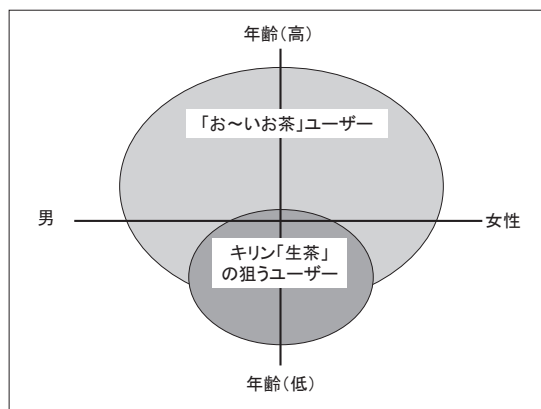 年齢(高)
「お～いお茶」ユーザー
男
女性
キリン「生茶」
の狙うユーザー
年齢(低)